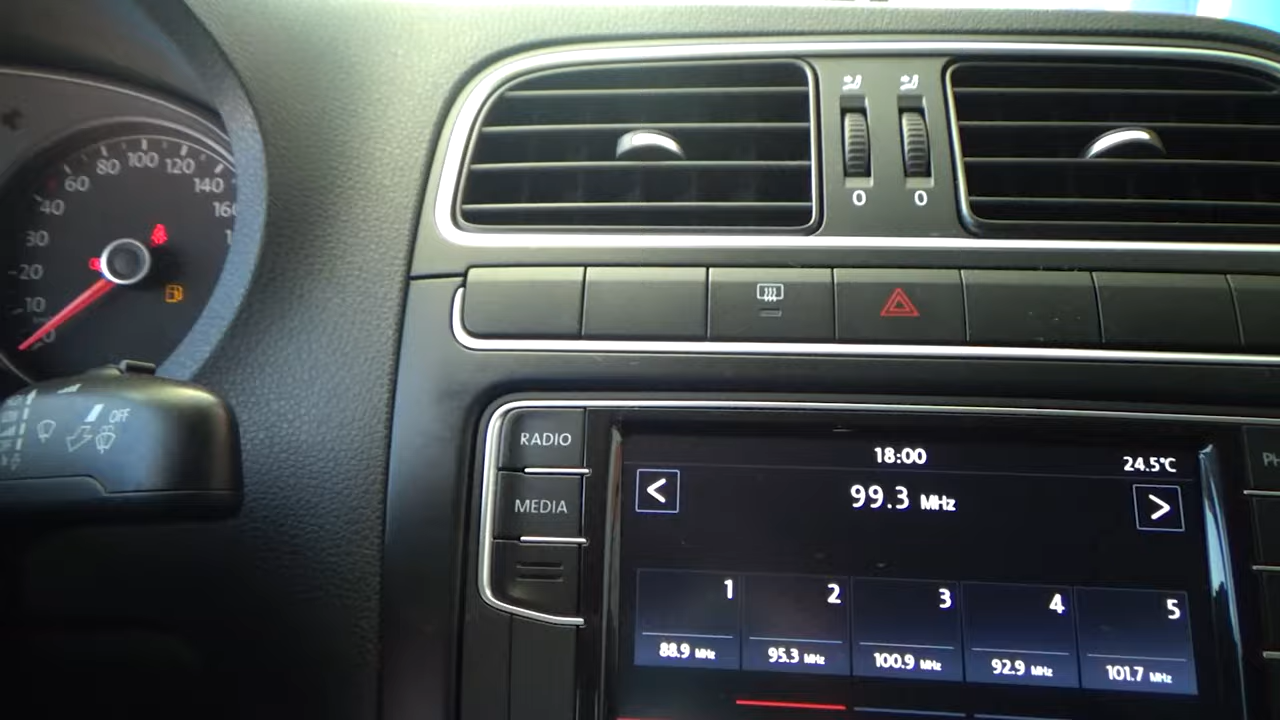 80 100 120
60 140
40 160
30
20
10
0
OFF
0 0
RADIO
MEDIA
18:00
24.5°C
< 99.3 MHz >
1 2 3 4 5
88.9 MHz 95.3 MHz 100.9 MHz 92.9 MHz 101.7 MHz